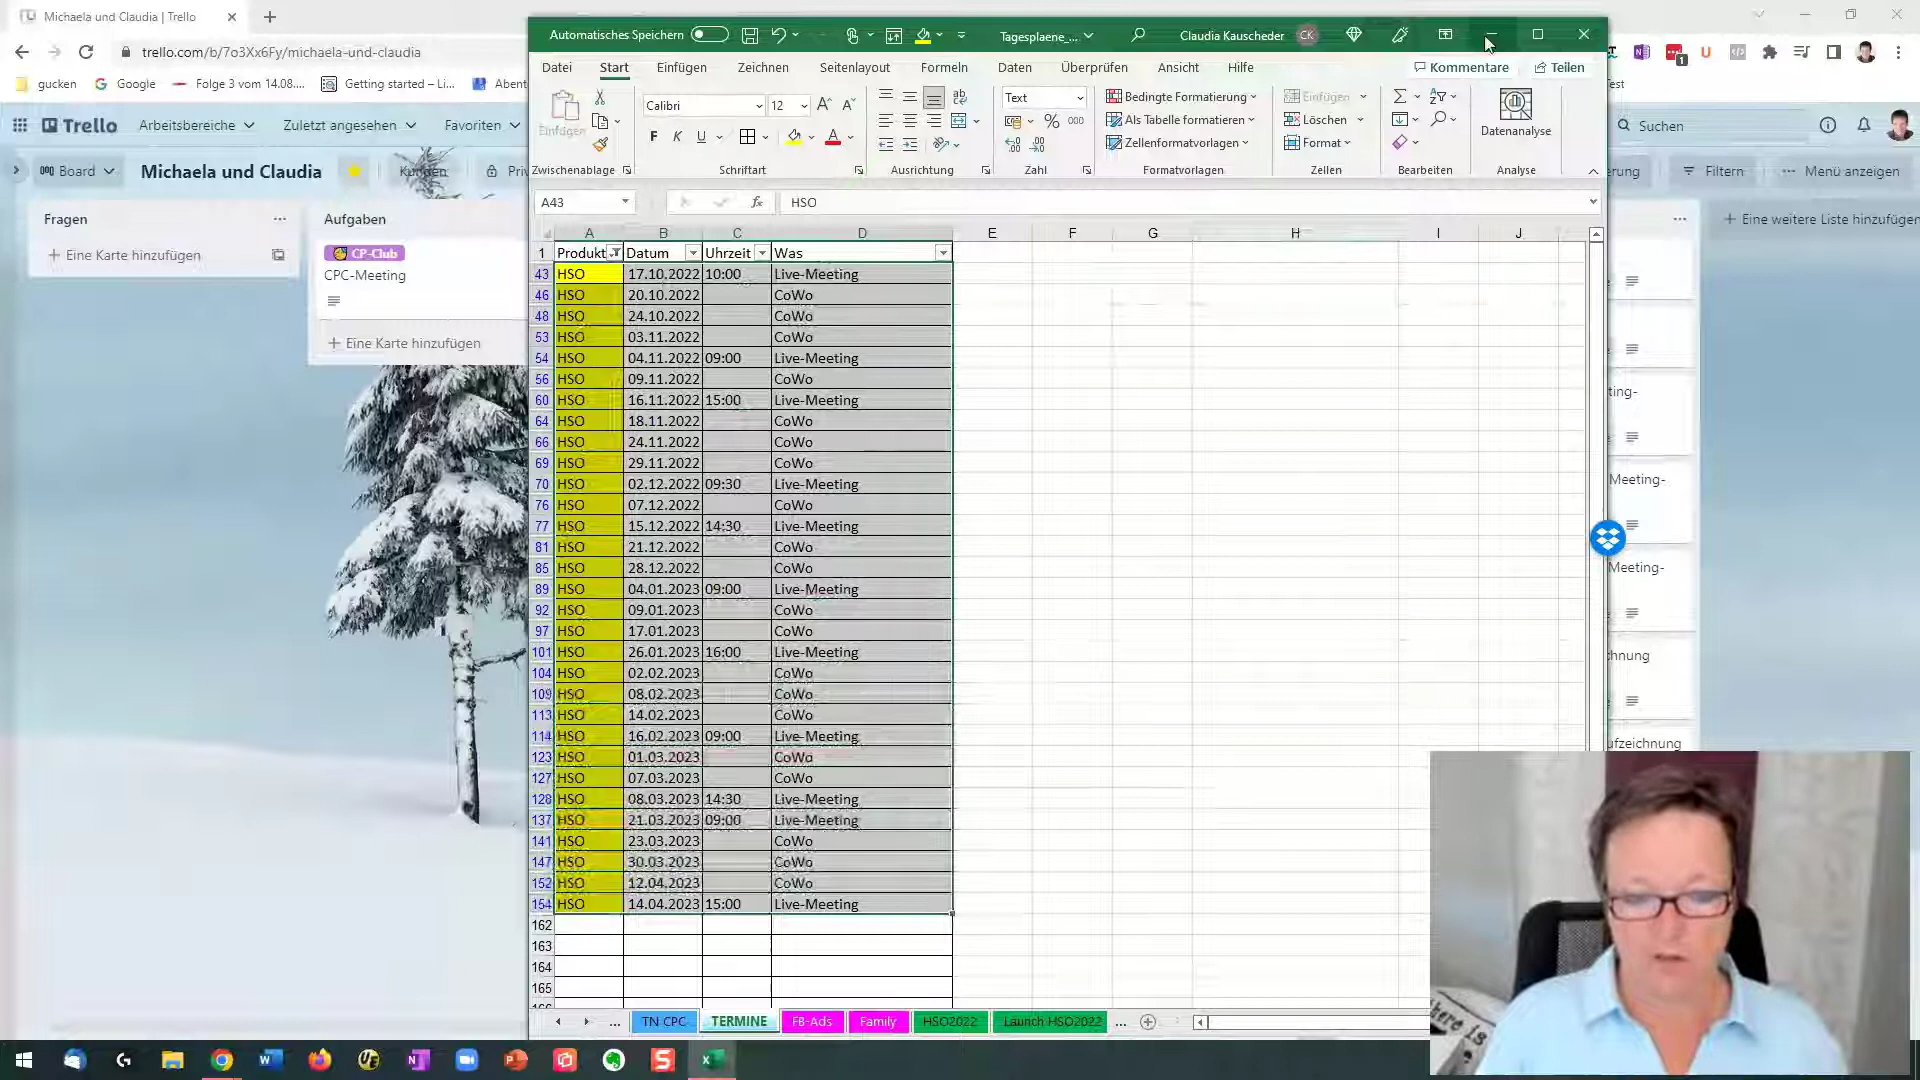 Michaela und Claudia | Trello
trello.com/b/7o3Xx6Fy/michaela-und-claudia
gucken
Google
Folge 3 vom 14.08....
Getting started – Li...
Abent
Trello
Arbeitsbereiche
Zuletzt angesehen
Favoriten
Suchen
Board
Michaela und Claudia
Kunden
Priv
Filtern
Menü anzeigen
Fragen
Eine Karte hinzufügen
Aufgaben
CP-Club
CPC-Meeting
Eine Karte hinzufügen
Eine weitere Liste hinzufügen
Automatisches Speichern
Tagesplaene_...
Claudia Kauscheder
CK
Datei Start Einfügen Zeichnen Seitenlayout Formeln Daten Überprüfen Ansicht Hilfe
Kommentare
Teilen
Einfügen
Calibri
12
F K U
Text
Bedingte Formatierung
Als Tabelle formatieren
Zellenformatvorlagen
Einfügen
Löschen
Format
Datenanalyse
Zwischenablage
Schriftart
Ausrichtung
Zahl
Formatvorlagen
Zellen
Bearbeiten
Analyse
A43
fx
HSO
A B C D E F G H I J
1 Produkt Datum Uhrzeit Was
43 HSO 17.10.2022 10:00 Live-Meeting
46 HSO 20.10.2022 CoWo
48 HSO 24.10.2022 CoWo
53 HSO 03.11.2022 CoWo
54 HSO 04.11.2022 09:00 Live-Meeting
56 HSO 09.11.2022 CoWo
60 HSO 16.11.2022 15:00 Live-Meeting
64 HSO 18.11.2022 CoWo
66 HSO 24.11.2022 CoWo
69 HSO 29.11.2022 CoWo
70 HSO 02.12.2022 09:30 Live-Meeting
76 HSO 07.12.2022 CoWo
77 HSO 15.12.2022 14:30 Live-Meeting
81 HSO 21.12.2022 CoWo
85 HSO 28.12.2022 CoWo
89 HSO 04.01.2023 09:00 Live-Meeting
92 HSO 09.01.2023 CoWo
97 HSO 17.01.2023 CoWo
101 HSO 26.01.2023 16:00 Live-Meeting
104 HSO 02.02.2023 CoWo
109 HSO 08.02.2023 CoWo
113 HSO 14.02.2023 CoWo
114 HSO 16.02.2023 09:00 Live-Meeting
123 HSO 01.03.2023 CoWo
127 HSO 07.03.2023 CoWo
128 HSO 08.03.2023 14:30 Live-Meeting
137 HSO 21.03.2023 09:00 Live-Meeting
141 HSO 23.03.2023 CoWo
147 HSO 30.03.2023 CoWo
152 HSO 12.04.2023 CoWo
154 HSO 14.04.2023 15:00 Live-Meeting
162
163
164
165
TN CPC TERMINE FB-Ads Family HSO2022 Launch HSO2022
ting-
Meeting-
Meeting-
hnung
ufzeichnung